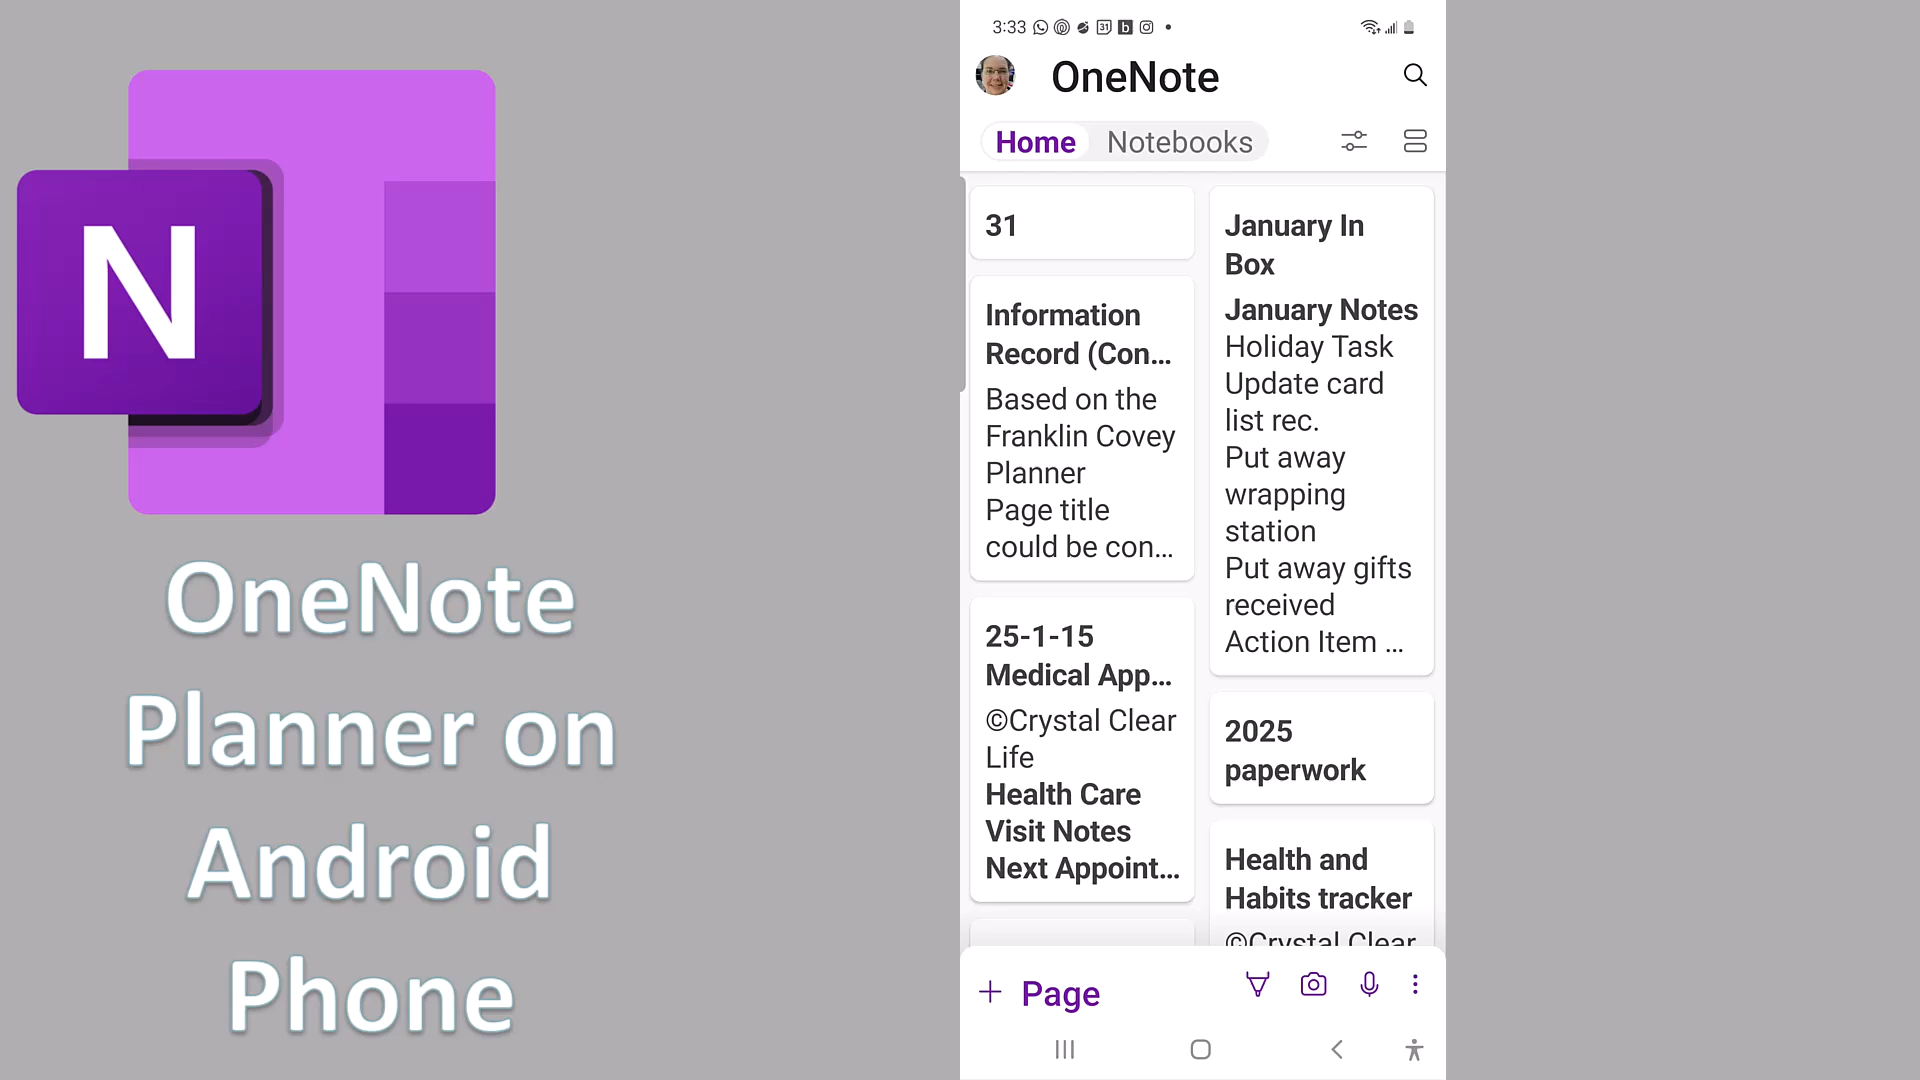 N
OneNote
Planner on
Android
Phone
3:33
31
b
OneNote
Home
Notebooks
31
Information
Record (Con...
Based on the
Franklin Covey
Planner
Page title
could be con...
25-1-15
Medical App...
©Crystal Clear
Life
Health Care
Visit Notes
Next Appoint...
January In
Box
January Notes
Holiday Task
Update card
list rec.
Put away
wrapping
station
Put away gifts
received
Action Item ...
2025
paperwork
Health and
Habits tracker
©Crystal Clear
+ Page